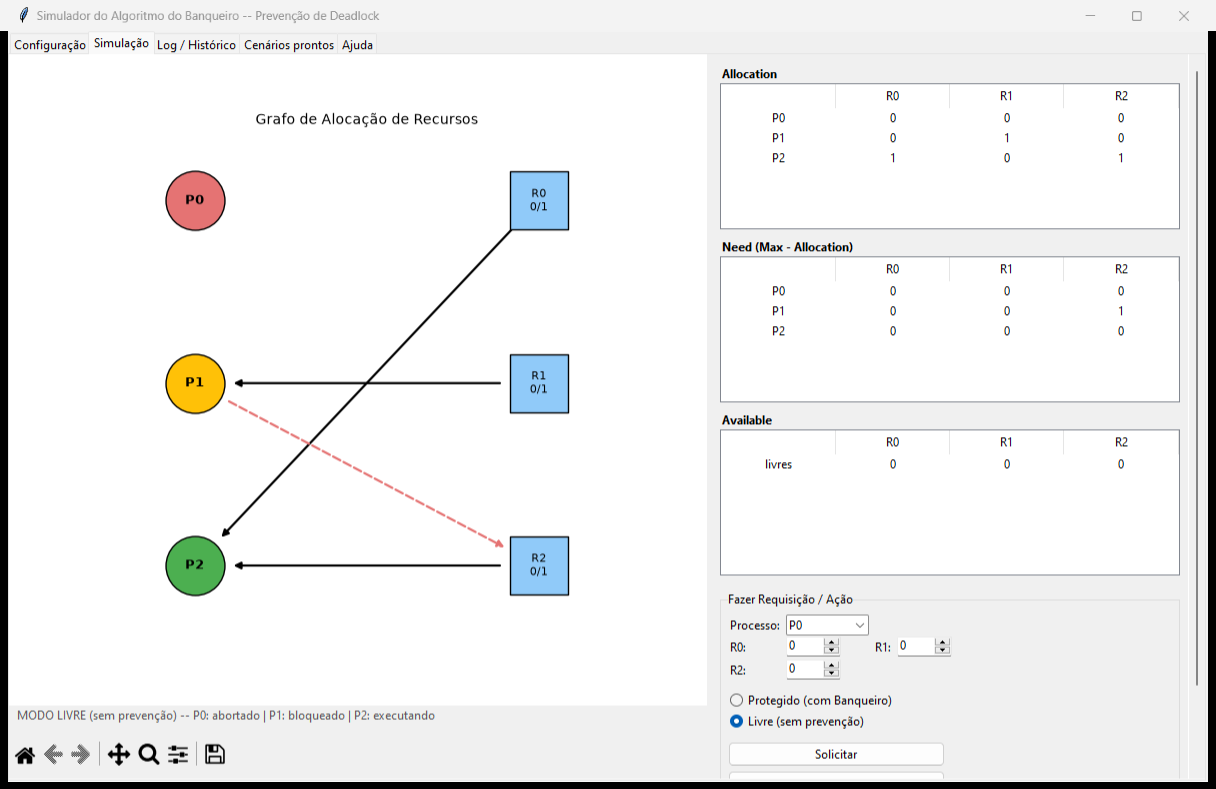 Simulador do Algoritmo do Banqueiro -- Prevenção de Deadlock
Configuração Simulação Log / Histórico Cenários prontos Ajuda
Grafo de Alocação de Recursos
P0
R0
0/1
P1
R1
0/1
P2
R2
0/1
MODO LIVRE (sem prevenção) -- P0: abortado | P1: bloqueado | P2: executando
Allocation
R0 R1 R2
P0 0 0 0
P1 0 1 0
P2 1 0 1
Need (Max - Allocation)
R0 R1 R2
P0 0 0 0
P1 0 0 1
P2 0 0 0
Available
R0 R1 R2
livres 0 0 0
Fazer Requisição / Ação
Processo: P0
R0: 0 R1: 0
R2: 0
Protegido (com Banqueiro)
Livre (sem prevenção)
Solicitar